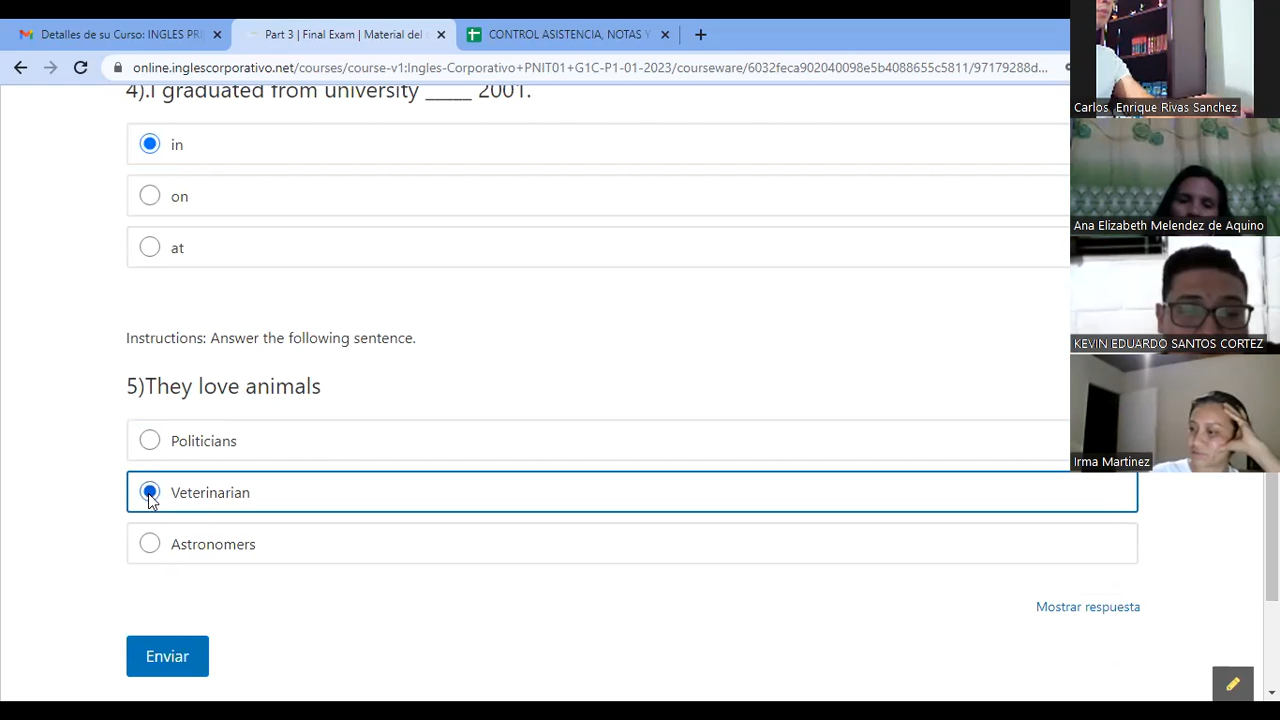 Detalles de su Curso: INGLES PRI
Part 3 | Final Exam | Material del
CONTROL ASISTENCIA, NOTAS Y
online.inglescorporativo.net/courses/course-v1:Ingles-Corporativo+PNIT01+G1C-P1-01-2023/courseware/6032feca902040098e5b4088655c5811/97179288d...
4).I graduated from university _____ 2001.
in
on
at
Instructions: Answer the following sentence.
5)They love animals
Politicians
Veterinarian
Astronomers
Mostrar respuesta
Enviar
Carlos Enrique Rivas Sanchez
Ana Elizabeth Melendez de Aquino
KEVIN EDUARDO SANTOS CORTEZ
Irma Martinez